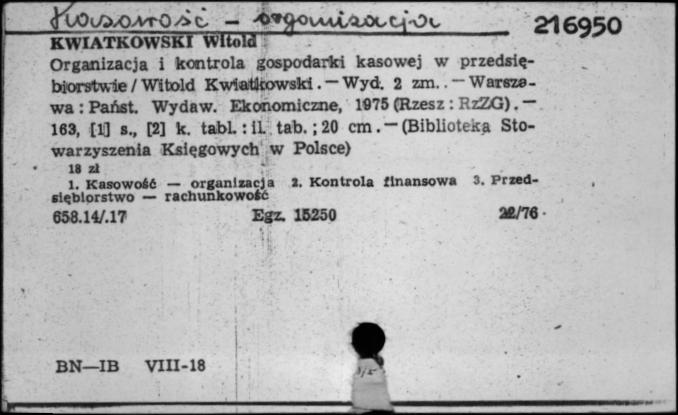 Kasowość - organizacja
216950
KWIATKOWSKI Witold
Organizacja i kontrola gospodarki kasowej w przedsię-
biorstwie / Witold Kwiatkowski. — Wyd. 2 zm.. — Warsza-
wa : Państ. Wydaw. Ekonomiczne, 1975 (Rzesz : RzZG). —
163, [1] s., [2] k. tabl. : il. tab. ; 20 cm. — (Biblioteka Sto-
warzyszenia Księgowych w Polsce)
18 zł
1. Kasowość — organizacja 2. Kontrola finansowa 3. Przed-
siębiorstwo — rachunkowość
658.14/.17 Egz. 15250 22/76
BN—IB VIII-18